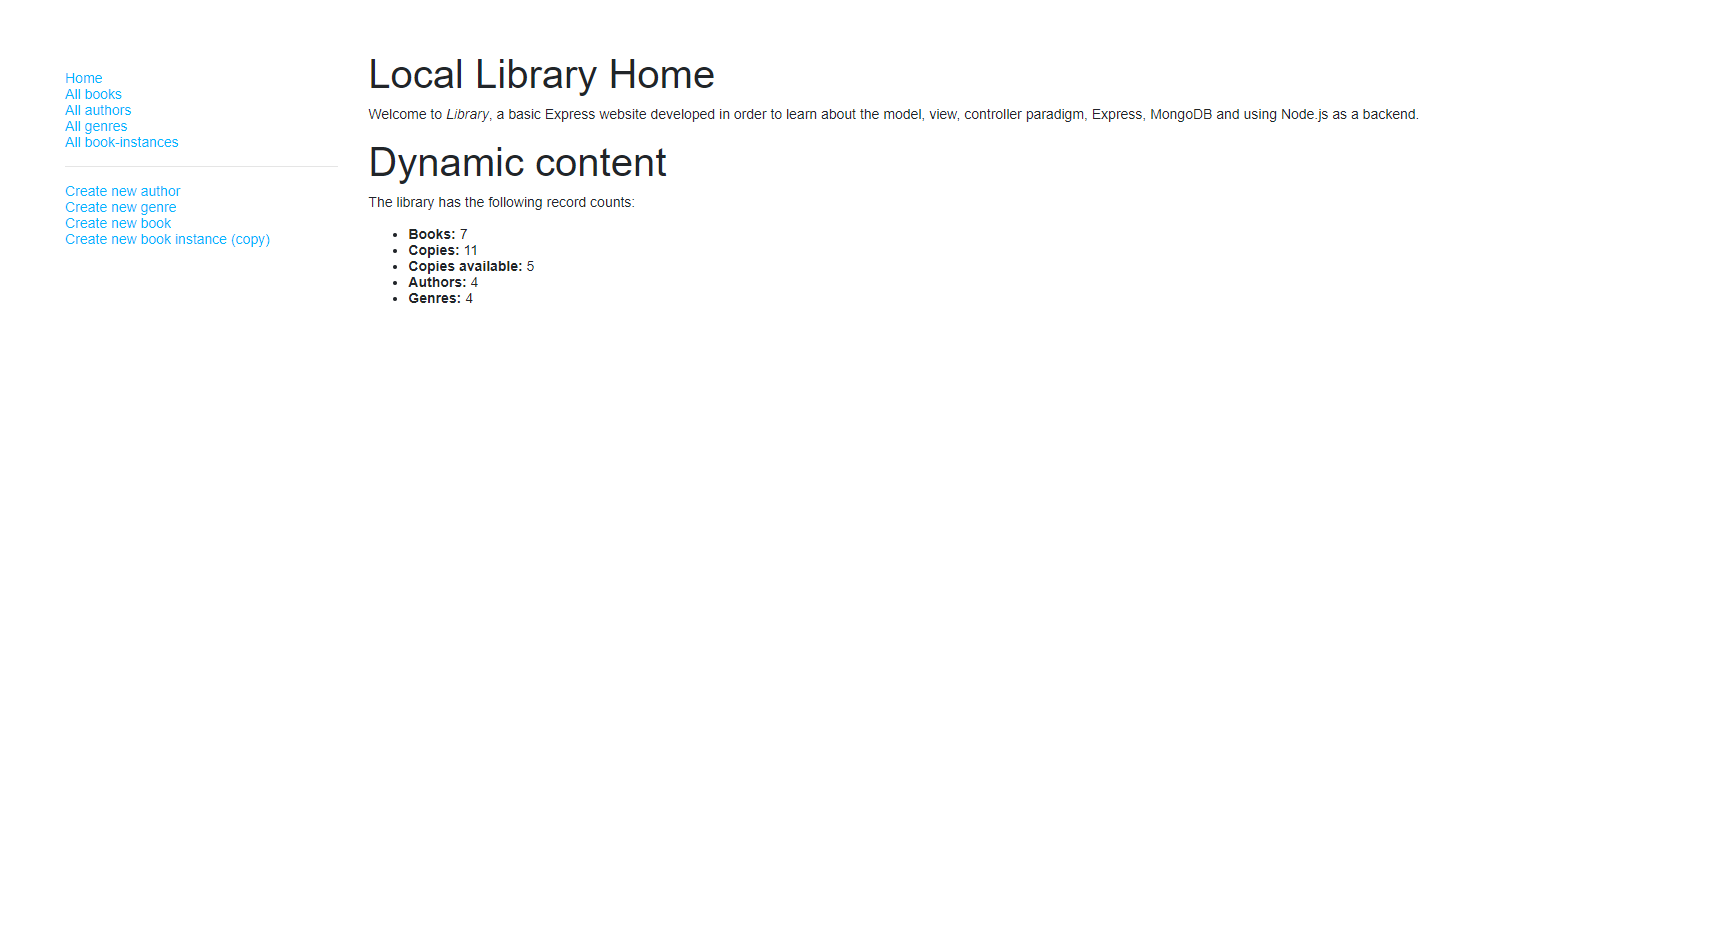 Home
All books
All authors
All genres
All book-instances
Create new author
Create new genre
Create new book
Create new book instance (copy)
Local Library Home
Welcome to Library, a basic Express website developed in order to learn about the model, view, controller paradigm, Express, MongoDB and using Node.js as a backend.
Dynamic content
The library has the following record counts:
Books: 7
Copies: 11
Copies available: 5
Authors: 4
Genres: 4